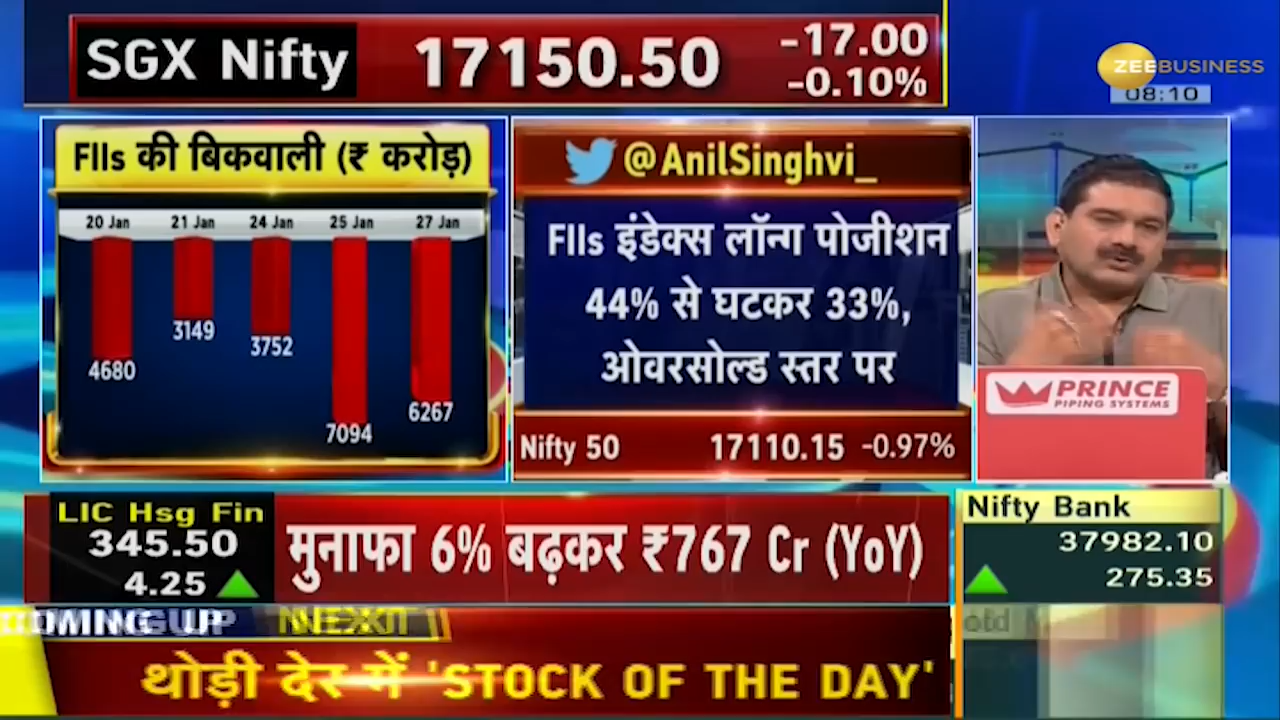 SGX Nifty 17150.50 -17.00
-0.10%
ZEEBUSINESS
08:10
FIIs की बिकवाली (₹ करोड़)
20 Jan 21 Jan 24 Jan 25 Jan 27 Jan
4680 3149 3752 7094 6267
@AnilSinghvi_
FIIs इंडेक्स लॉन्ग पोजीशन
44% से घटकर 33%,
ओवरसोल्ड स्तर पर
Nifty 50 17110.15 -0.97%
PRINCE
PIPING SYSTEMS
LIC Hsg Fin
345.50
4.25
मुनाफा 6% बढ़कर ₹767 Cr (YoY)
Nifty Bank
37982.10
275.35
थोड़ी देर में 'STOCK OF THE DAY'